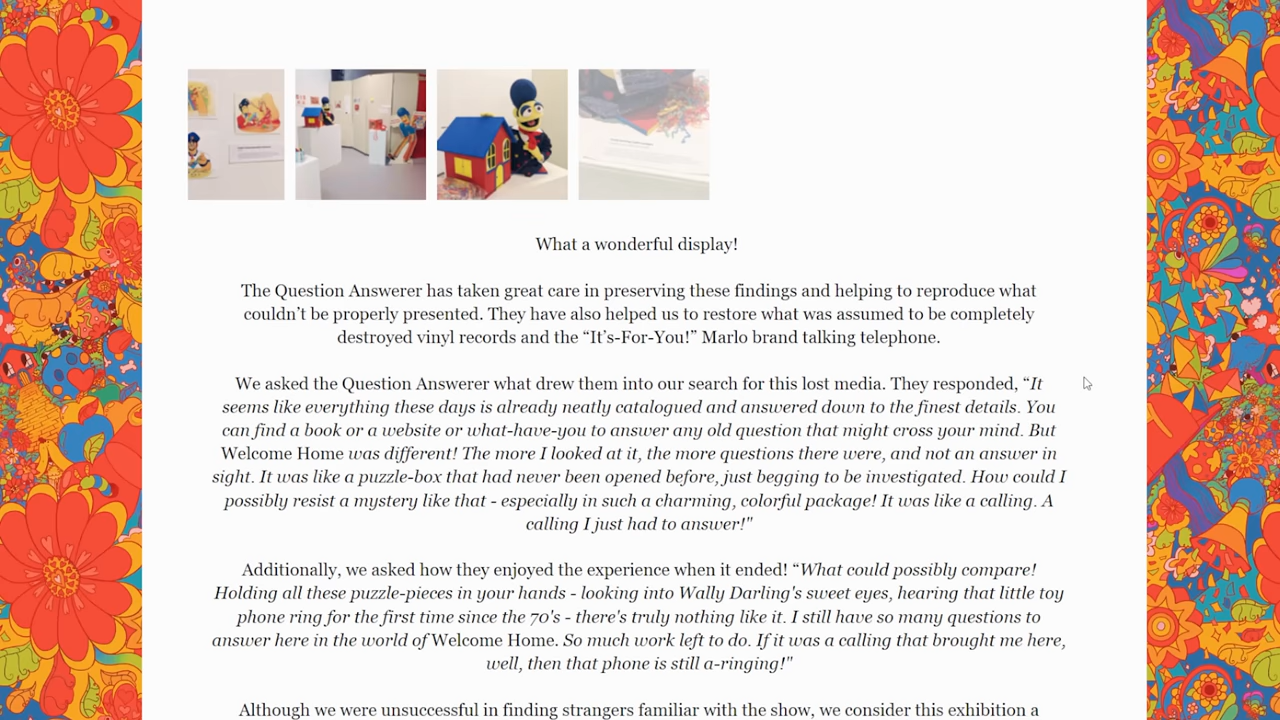 What a wonderful display!
The Question Answerer has taken great care in preserving these findings and helping to reproduce what
couldn’t be properly presented. They have also helped us to restore what was assumed to be completely
destroyed vinyl records and the “It’s-For-You!” Marlo brand talking telephone.
We asked the Question Answerer what drew them into our search for this lost media. They responded, “It
seems like everything these days is already neatly catalogued and answered down to the finest details. You
can find a book or a website or what-have-you to answer any old question that might cross your mind. But
Welcome Home was different! The more I looked at it, the more questions there were, and not an answer in
sight. It was like a puzzle-box that had never been opened before, just begging to be investigated. How could I
possibly resist a mystery like that - especially in such a charming, colorful package! It was like a calling. A
calling I just had to answer!"
Additionally, we asked how they enjoyed the experience when it ended! “What could possibly compare!
Holding all these puzzle-pieces in your hands - looking into Wally Darling's sweet eyes, hearing that little toy
phone ring for the first time since the 70's - there's truly nothing like it. I still have so many questions to
answer here in the world of Welcome Home. So much work left to do. If it was a calling that brought me here,
well, then that phone is still a-ringing!"
Although we were unsuccessful in finding strangers familiar with the show, we consider this exhibition a